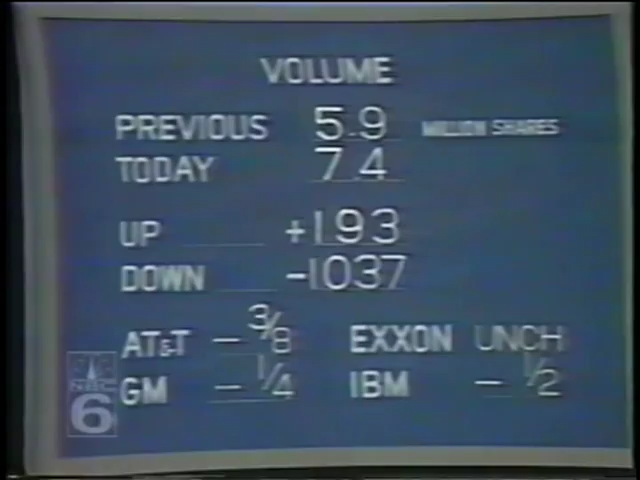 VOLUME
PREVIOUS 5.9 MILLION SHARES
TODAY 7.4
UP +193
DOWN -1037
AT&T - 3/8 EXXON UNCH
GM - 1/4 IBM - 1/2
NBC
6